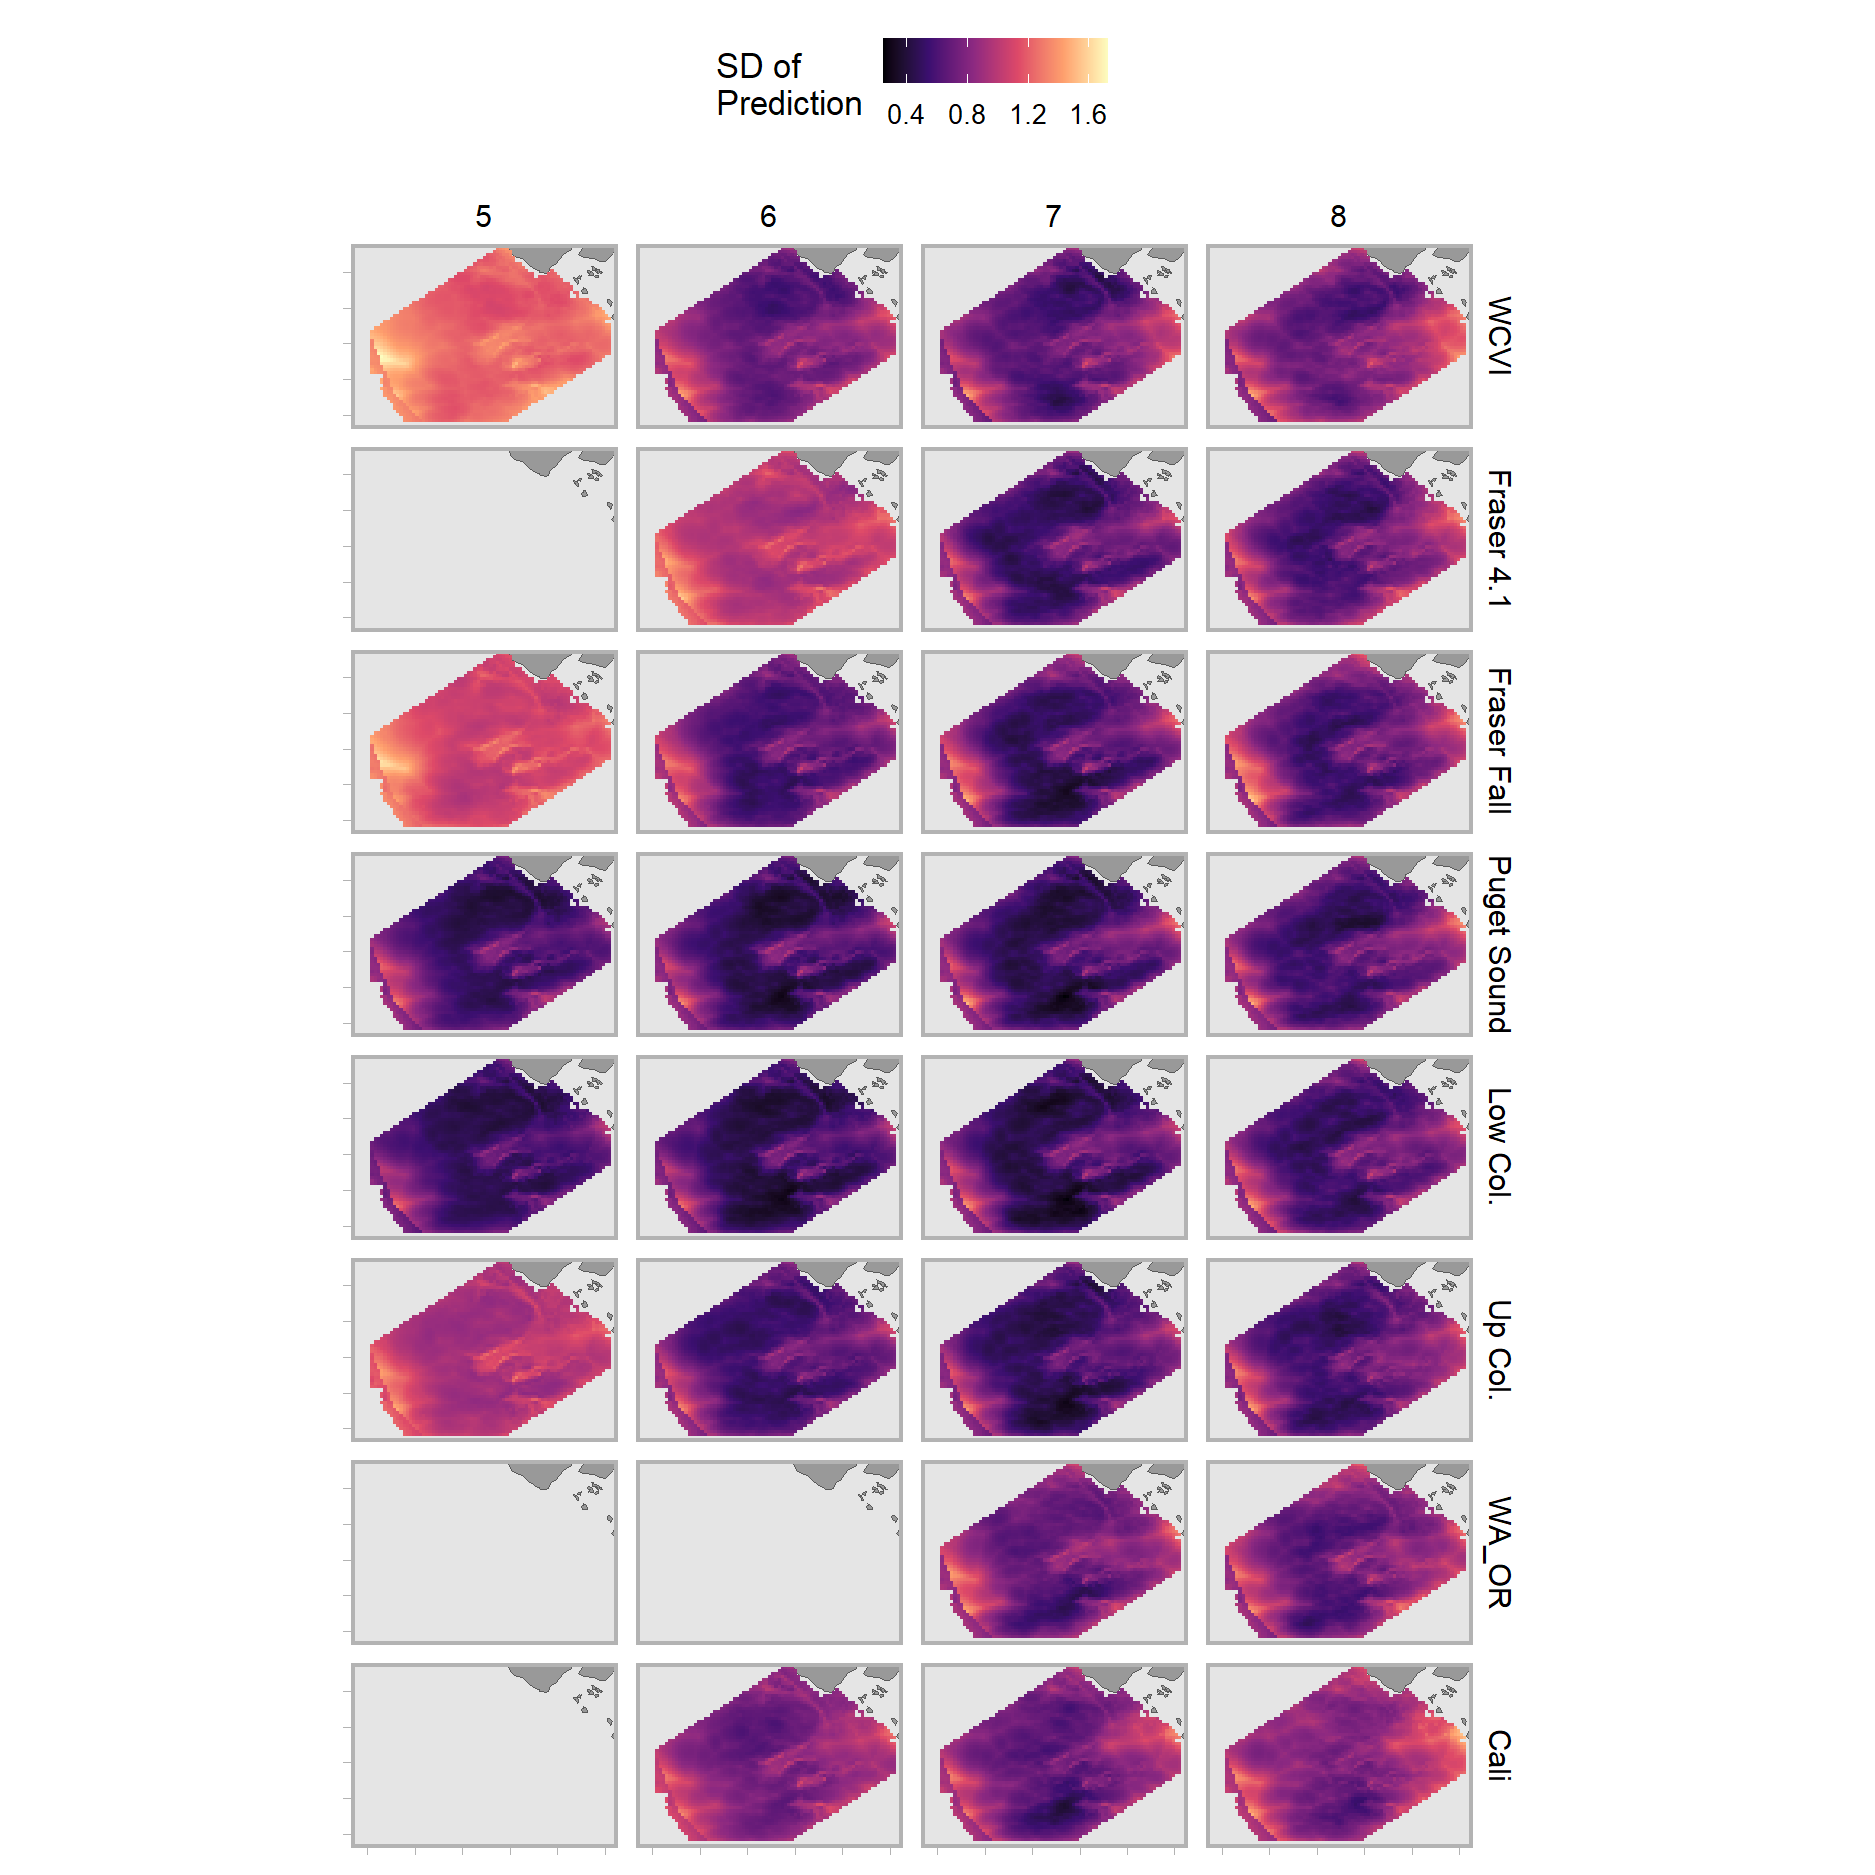 SD of
Prediction
0.4 0.8 1.2 1.6
5 6 7 8
WCVI
Fraser 4.1
Fraser Fall
Puget Sound
Low Col.
Up Col.
WA_OR
Cali